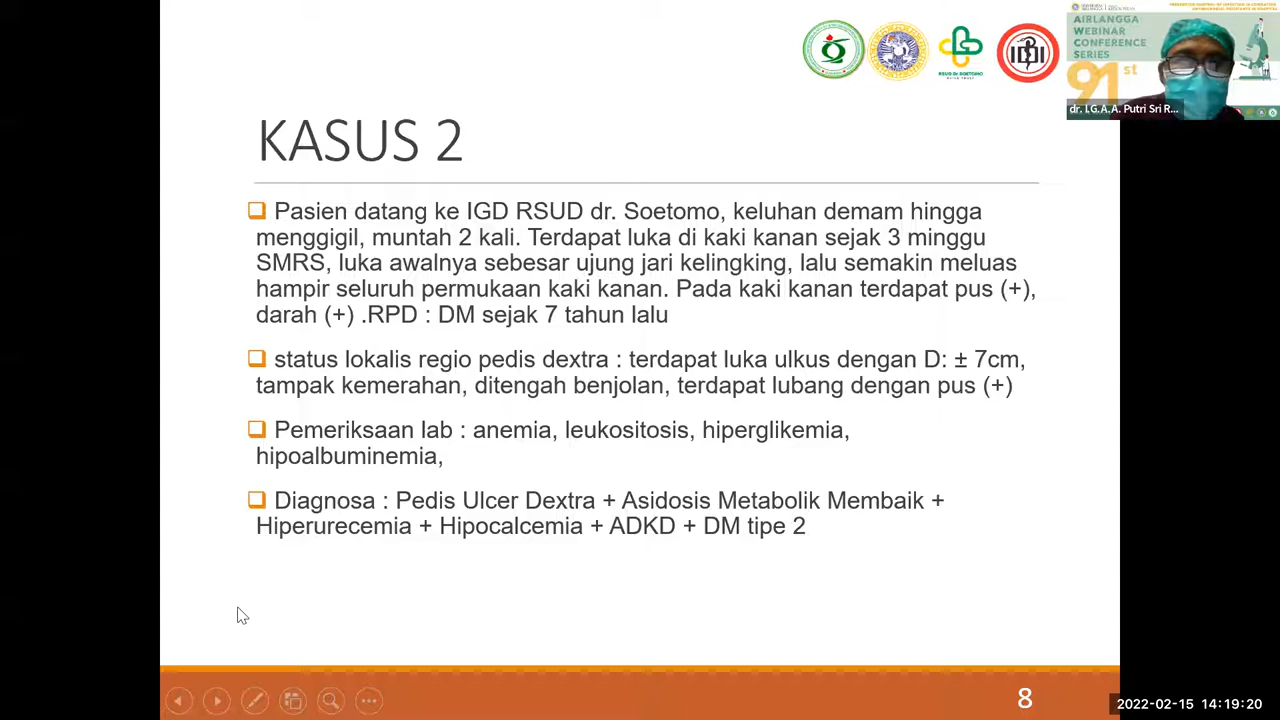 AIRLANGGA
WEBINAR
CONFERENCE
SERIES
91st
dr. I.G.A.A. Putri Sri R...
RSUD Dr. SOETOMO
IDI
KASUS 2
Pasien datang ke IGD RSUD dr. Soetomo, keluhan demam hingga
menggigil, muntah 2 kali. Terdapat luka di kaki kanan sejak 3 minggu
SMRS, luka awalnya sebesar ujung jari kelingking, lalu semakin meluas
hampir seluruh permukaan kaki kanan. Pada kaki kanan terdapat pus (+),
darah (+) .RPD : DM sejak 7 tahun lalu
status lokalis regio pedis dextra : terdapat luka ulkus dengan D: ± 7cm,
tampak kemerahan, ditengah benjolan, terdapat lubang dengan pus (+)
Pemeriksaan lab : anemia, leukositosis, hiperglikemia,
hipoalbuminemia,
Diagnosa : Pedis Ulcer Dextra + Asidosis Metabolik Membaik +
Hiperurecemia + Hipocalcemia + ADKD + DM tipe 2
8
2022-02-15 14:19:20